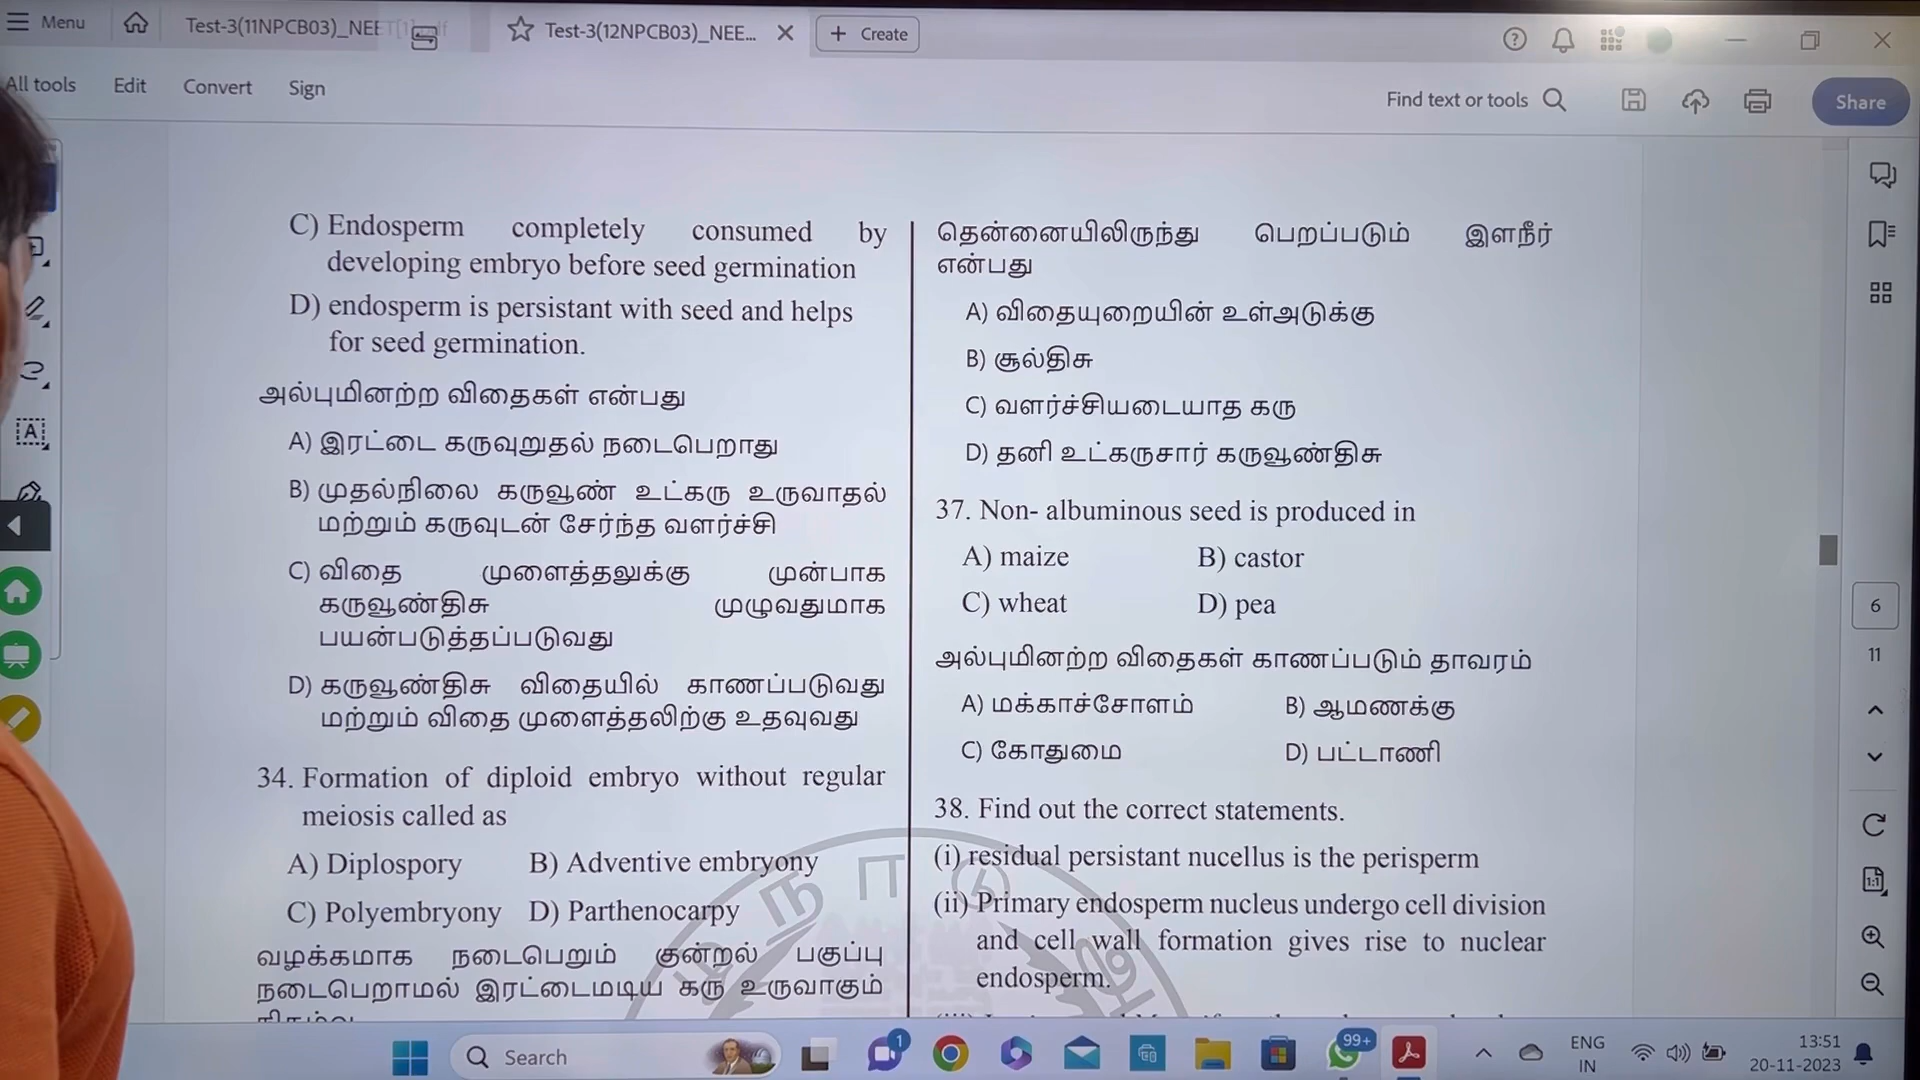 Menu
Test-3(11NPCB03)_NEET[1].pdf
Test-3(12NPCB03)_NEE...
+ Create
All tools
Edit
Convert
Sign
Find text or tools
Share
C) Endosperm completely consumed by
developing embryo before seed germination
D) endosperm is persistant with seed and helps
for seed germination.
அல்புமினற்ற விதைகள் என்பது
A) இரட்டை கருவுறுதல் நடைபெறாது
B) முதல்நிலை கருவூண் உட்கரு உருவாதல்
மற்றும் கருவுடன் சேர்ந்த வளர்ச்சி
C) விதை முளைத்தலுக்கு முன்பாக
கருவூண்திசு முழுவதுமாக
பயன்படுத்தப்படுவது
D) கருவூண்திசு விதையில் காணப்படுவது
மற்றும் விதை முளைத்தலிற்கு உதவுவது
34. Formation of diploid embryo without regular
meiosis called as
A) Diplospory B) Adventive embryony
C) Polyembryony D) Parthenocarpy
வழக்கமாக நடைபெறும் குன்றல் பகுப்பு
நடைபெறாமல் இரட்டைமடிய கரு உருவாகும்
தென்னையிலிருந்து பெறப்படும் இளநீர்
என்பது
A) விதையுறையின் உள்அடுக்கு
B) சூல்திசு
C) வளர்ச்சியடையாத கரு
D) தனி உட்கருசார் கருவூண்திசு
37. Non- albuminous seed is produced in
A) maize B) castor
C) wheat D) pea
அல்புமினற்ற விதைகள் காணப்படும் தாவரம்
A) மக்காச்சோளம் B) ஆமணக்கு
C) கோதுமை D) பட்டாணி
38. Find out the correct statements.
(i) residual persistant nucellus is the perisperm
(ii) Primary endosperm nucleus undergo cell division
and cell wall formation gives rise to nuclear
endosperm.
6
11
Search
1
99+
ENG
IN
13:51
20-11-2023